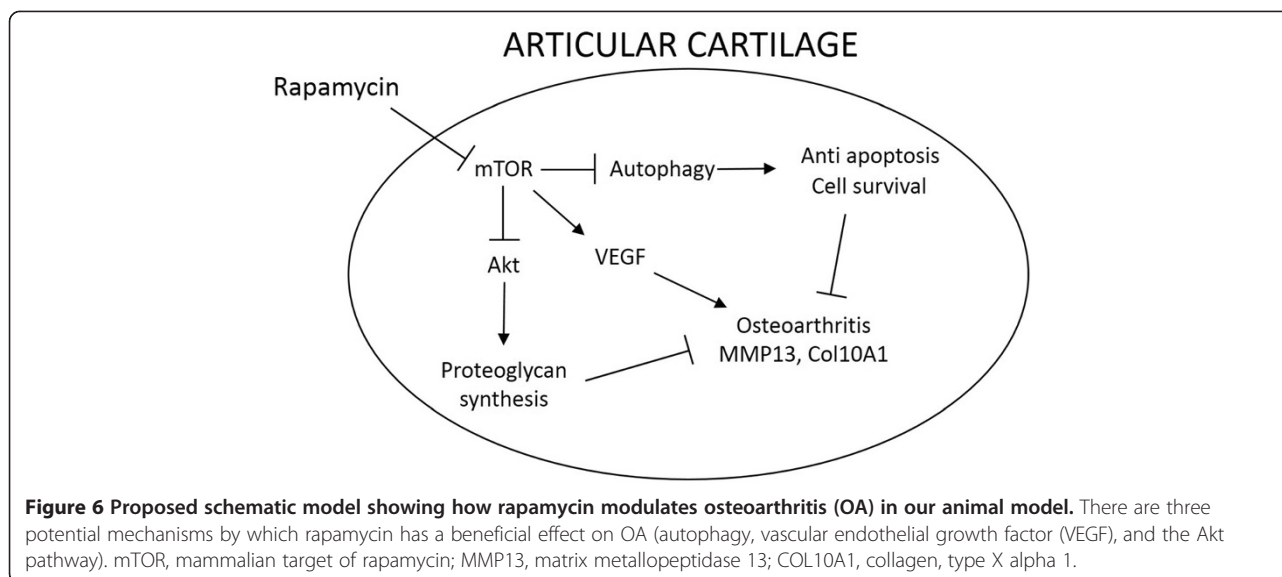 ARTICULAR CARTILAGE
Rapamycin
mTOR
Autophagy
Anti apoptosis
Cell survival
Akt
VEGF
Osteoarthritis
MMP13, Col10A1
Proteoglycan
synthesis
Figure 6 Proposed schematic model showing how rapamycin modulates osteoarthritis (OA) in our animal model. There are three
potential mechanisms by which rapamycin has a beneficial effect on OA (autophagy, vascular endothelial growth factor (VEGF), and the Akt
pathway). mTOR, mammalian target of rapamycin; MMP13, matrix metallopeptidase 13; COL10A1, collagen, type X alpha 1.